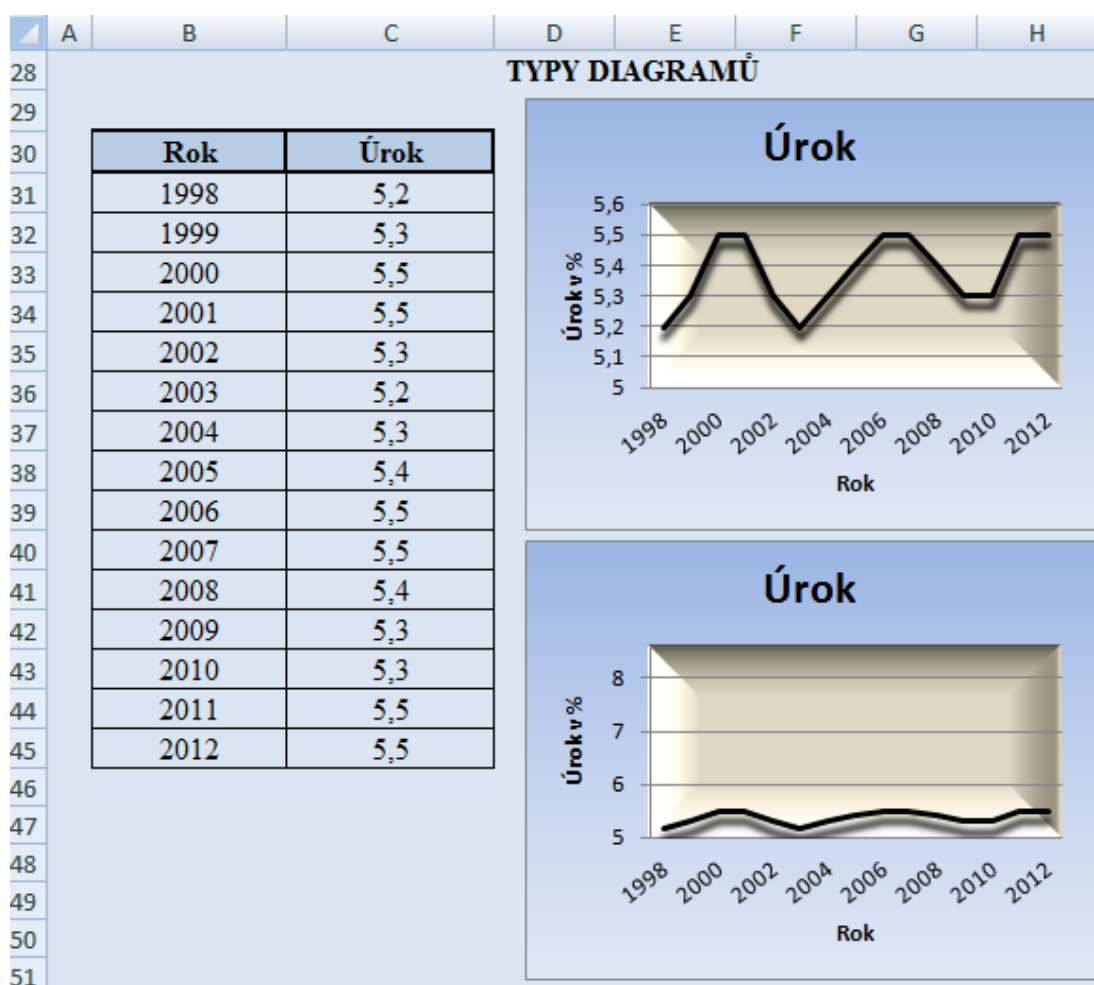 A B C D E F G H
28 TYPY DIAGRAMŮ
29
30 Rok Úrok
31 1998 5,2
32 1999 5,3
33 2000 5,5
34 2001 5,5
35 2002 5,3
36 2003 5,2
37 2004 5,3
38 2005 5,4
39 2006 5,5
40 2007 5,5
41 2008 5,4
42 2009 5,3
43 2010 5,3
44 2011 5,5
45 2012 5,5
46
47
48
49
50
51
Úrok
Úrok v %
5,6
5,5
5,4
5,3
5,2
5,1
5
1998 2000 2002 2004 2006 2008 2010 2012
Rok
Úrok
Úrok v %
8
7
6
5
1998 2000 2002 2004 2006 2008 2010 2012
Rok